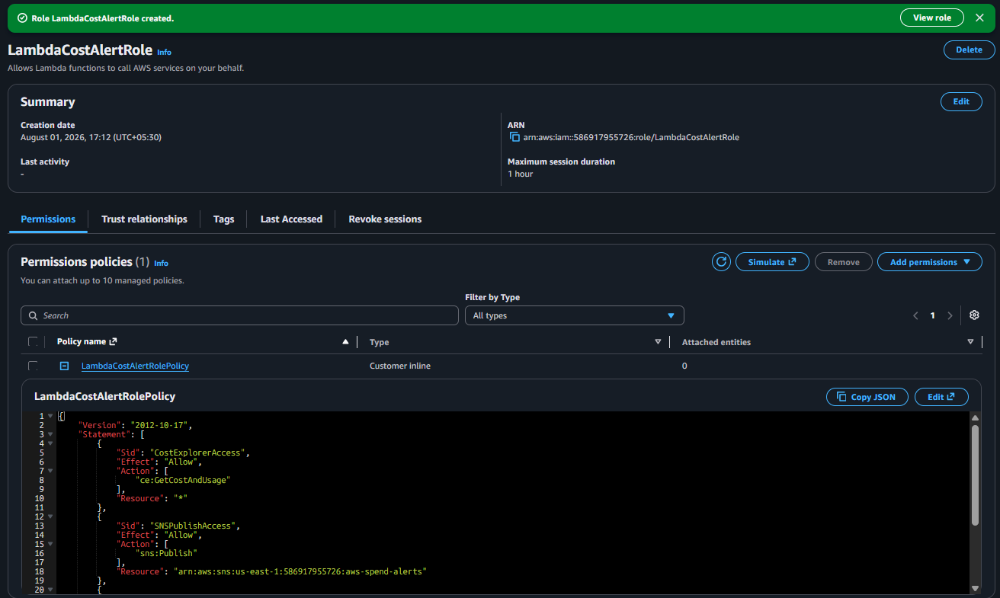 Role LambdaCostAlertRole created.
View role
LambdaCostAlertRole Info
Delete
Allows Lambda functions to call AWS services on your behalf.
Summary
Edit
Creation date
August 01, 2026, 17:12 (UTC+05:30)
ARN
arn:aws:iam::586917955726:role/LambdaCostAlertRole
Last activity
-
Maximum session duration
1 hour
Permissions
Trust relationships
Tags
Last Accessed
Revoke sessions
Permissions policies (1) Info
Simulate
Remove
Add permissions
You can attach up to 10 managed policies.
Filter by Type
Search
All types
1
Policy name
Type
Attached entities
LambdaCostAlertRolePolicy
Customer inline
0
LambdaCostAlertRolePolicy
Copy JSON
Edit
1 {
2 "Version": "2012-10-17",
3 "Statement": [
4 {
5 "Sid": "CostExplorerAccess",
6 "Effect": "Allow",
7 "Action": [
8 "ce:GetCostAndUsage"
9 ],
10 "Resource": "*"
11 },
12 {
13 "Sid": "SNSPublishAccess",
14 "Effect": "Allow",
15 "Action": [
16 "sns:Publish"
17 ],
18 "Resource": "arn:aws:sns:us-east-1:586917955726:aws-spend-alerts"
19 },
20 {